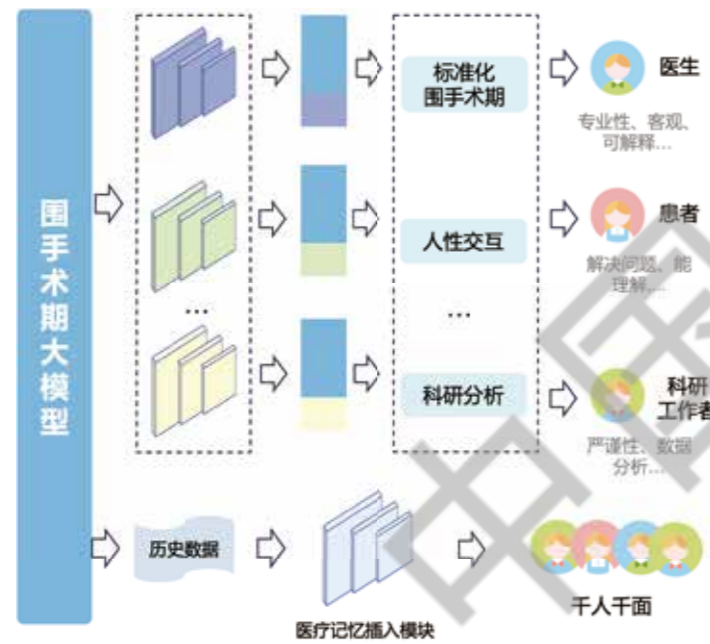 围手术期大模型
标准化
围手术期
医生
专业性、客观、
可解释...
人性交互
患者
解决问题、能
理解....
...
...
科研分析
科研
工作者
严谨性、数据
分析...
历史数据
医疗记忆插入模块
千人千面
中国